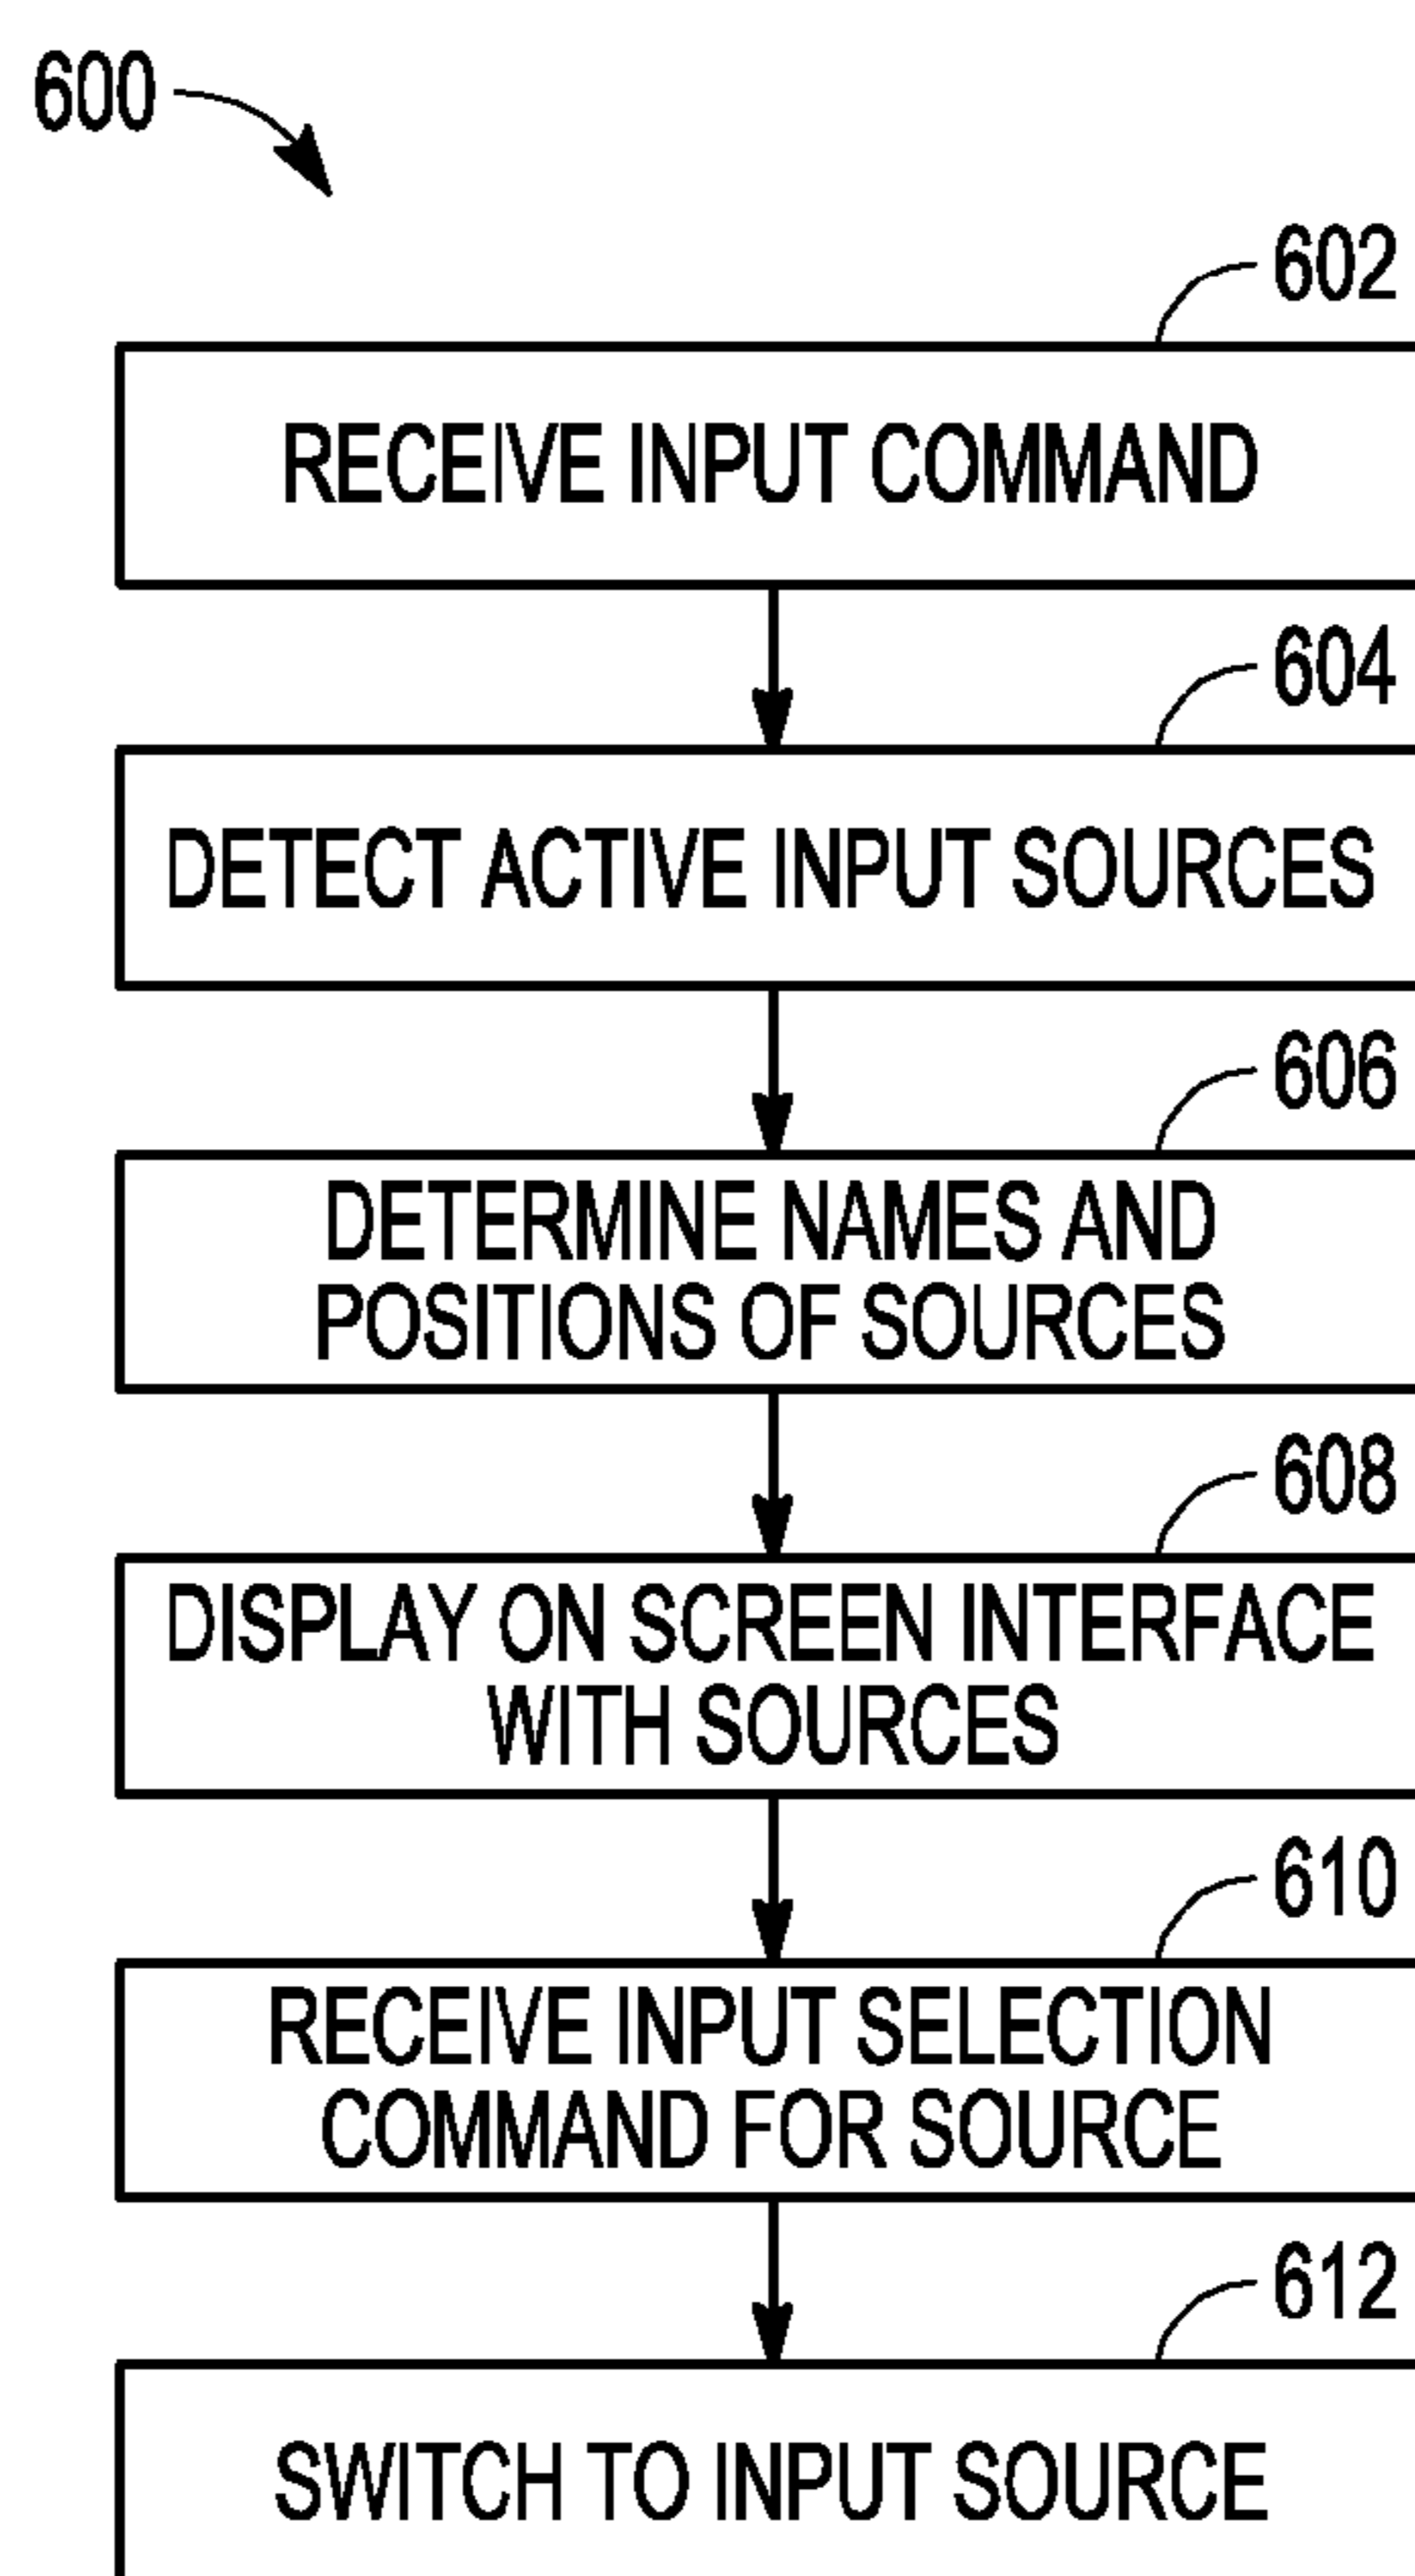 600
602
RECEIVE INPUT COMMAND
604
DETECT ACTIVE INPUT SOURCES
606
DETERMINE NAMES AND
POSITIONS OF SOURCES
608
DISPLAY ON SCREEN INTERFACE
WITH SOURCES
610
RECEIVE INPUT SELECTION
COMMAND FOR SOURCE
612
SWITCH TO INPUT SOURCE